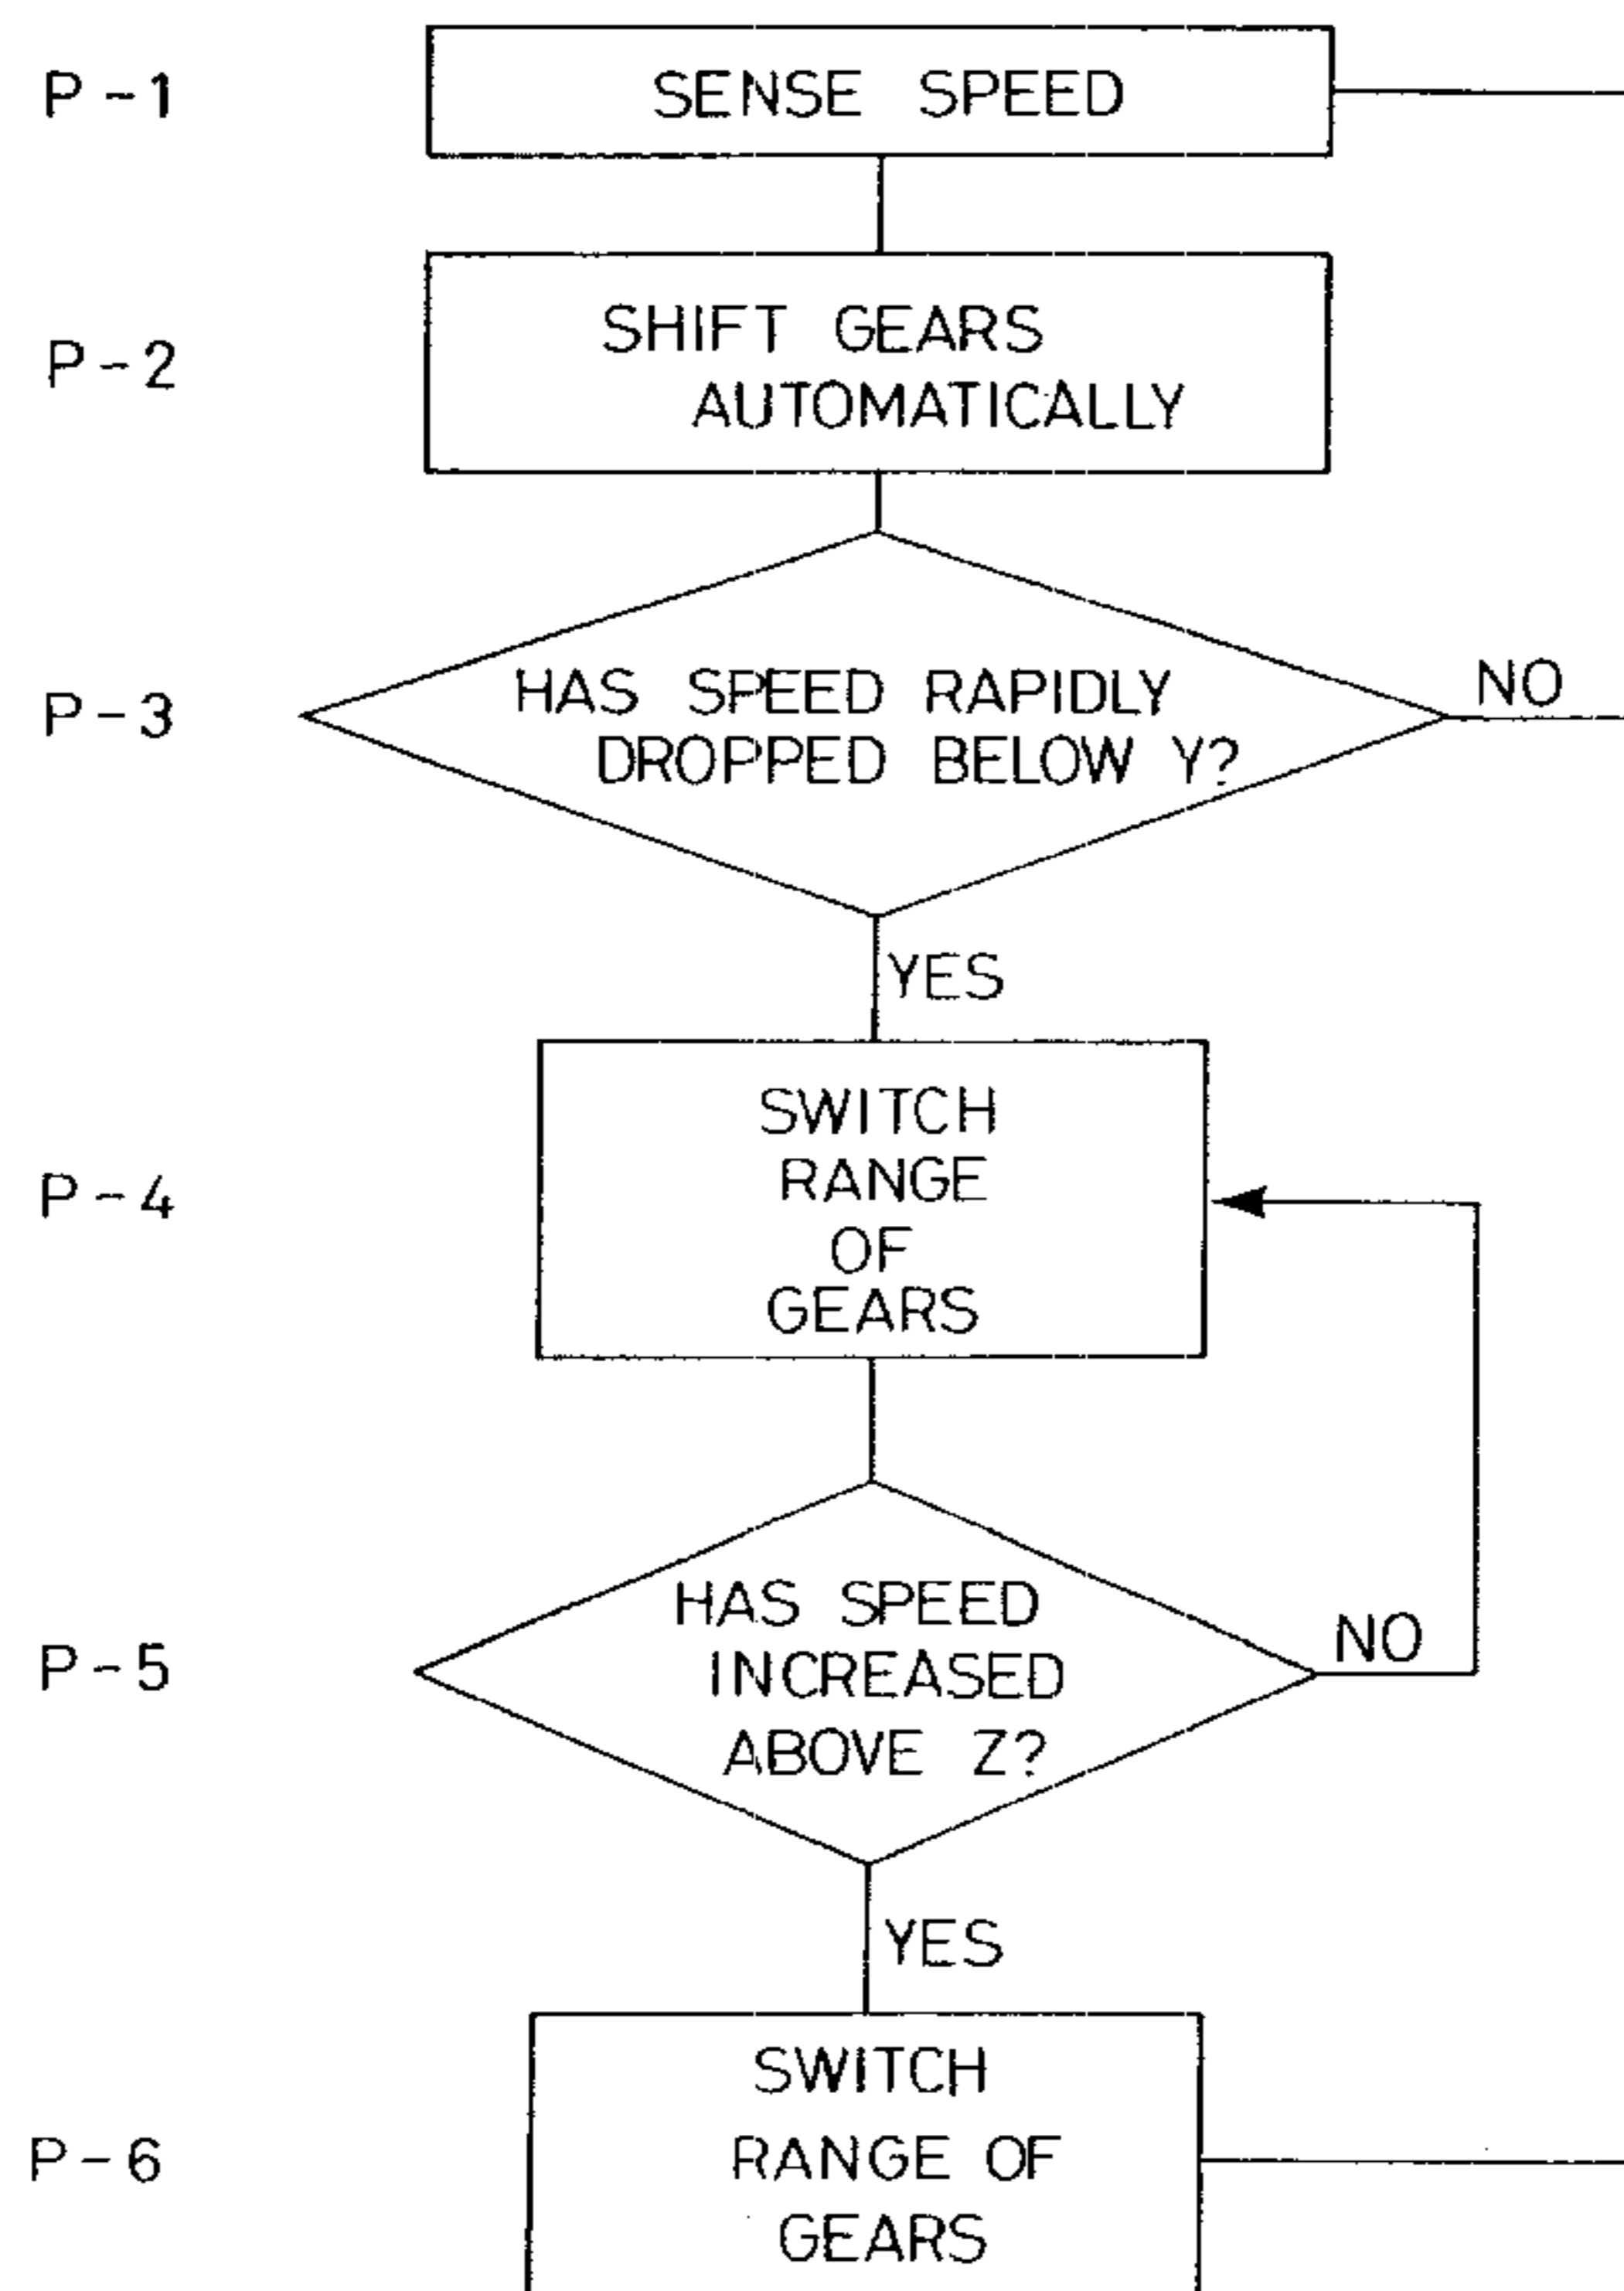 P-1
SENSE SPEED
P-2
SHIFT GEARS
AUTOMATICALLY
P-3
HAS SPEED RAPIDLY
DROPPED BELOW Y?
NO
YES
P-4
SWITCH
RANGE
OF
GEARS
P-5
HAS SPEED
INCREASED
ABOVE Z?
NO
YES
P-6
SWITCH
RANGE OF
GEARS